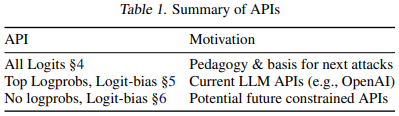 Table 1. Summary of APIs
API Motivation
All Logits §4 Pedagogy & basis for next attacks
Top Logprobs, Logit-bias §5 Current LLM APIs (e.g., OpenAI)
No logprobs, Logit-bias §6 Potential future constrained APIs